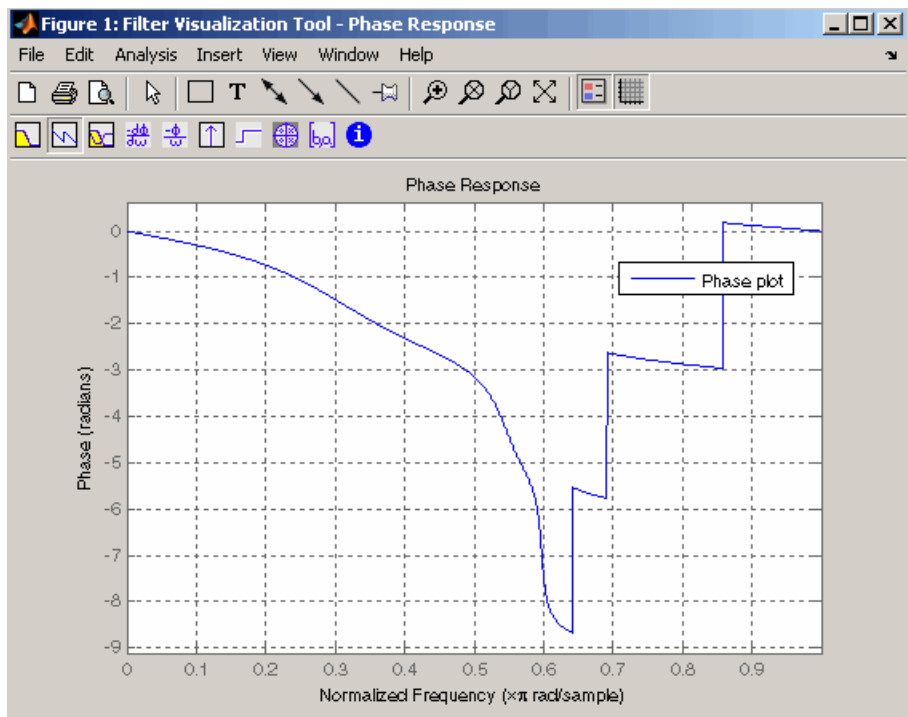 Figure 1: Filter Visualization Tool - Phase Response
File Edit Analysis Insert View Window Help
T
-dϕ
dω
-ϕ
ω
[b,a]
i
Phase Response
Phase plot
0
-1
-2
-3
-4
-5
-6
-7
-8
-9
Phase (radians)
0 0.1 0.2 0.3 0.4 0.5 0.6 0.7 0.8 0.9
Normalized Frequency (×π rad/sample)